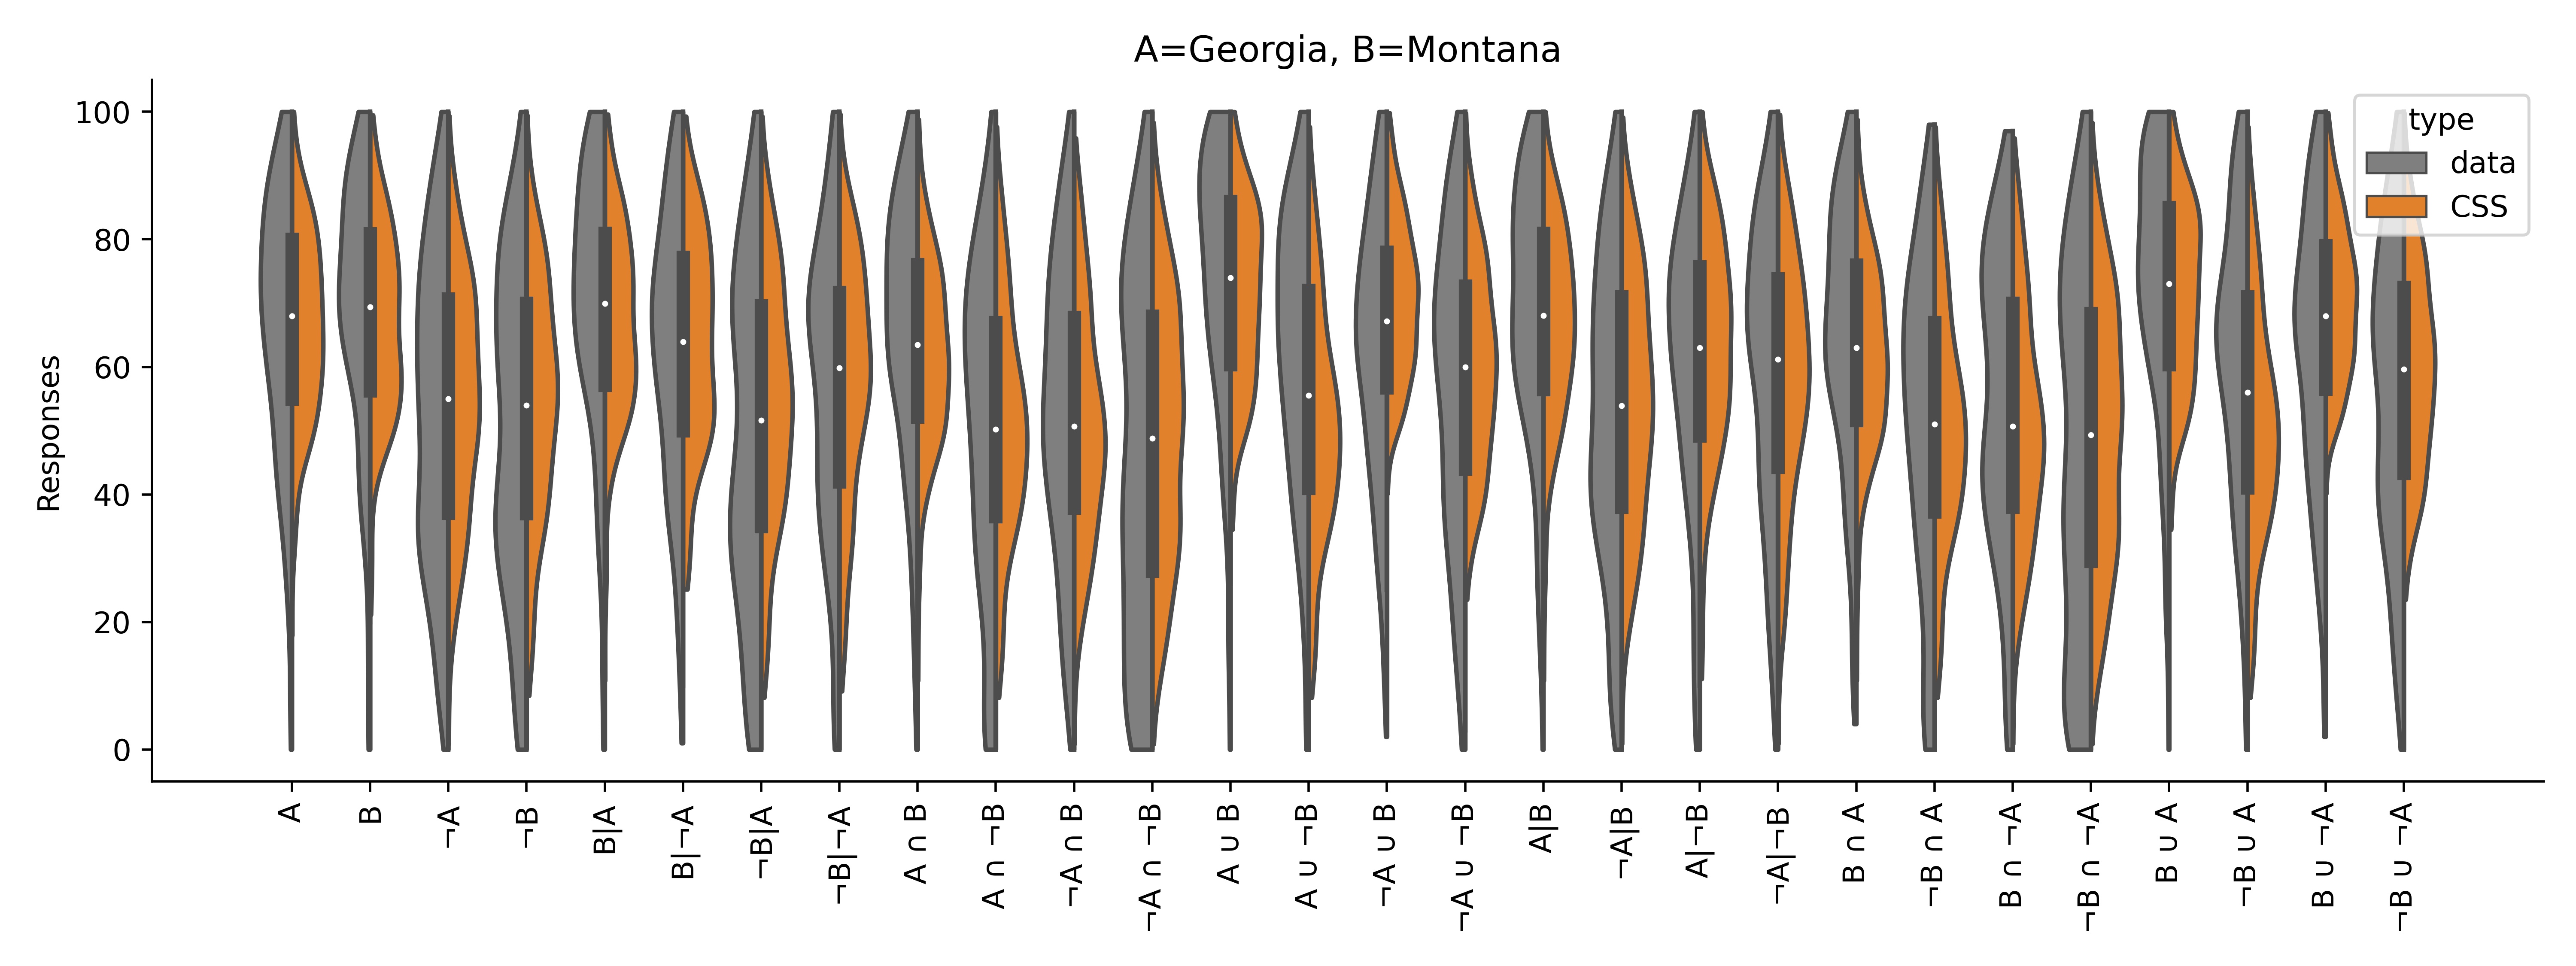 A=Georgia, B=Montana
Responses
100
80
60
40
20
0
type
data
CSS
A
B
¬A
¬B
B|A
B|¬A
¬B|A
¬B|¬A
A ∩ B
A ∩ ¬B
¬A ∩ B
¬A ∩ ¬B
A ∪ B
A ∪ ¬B
¬A ∪ B
¬A ∪ ¬B
A|B
¬A|B
A|¬B
¬A|¬B
B ∩ A
¬B ∩ A
B ∩ ¬A
¬B ∩ ¬A
B ∪ A
¬B ∪ A
B ∪ ¬A
¬B ∪ ¬A